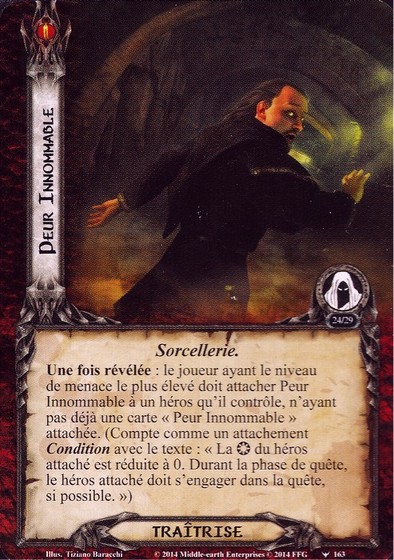 Peur Innommable
24/29
Sorcellerie.
Une fois révélée : le joueur ayant le niveau
de menace le plus élevé doit attacher Peur
Innommable à un héros qu'il contrôle, n'ayant
pas déjà une carte « Peur Innommable »
attachée. (Compte comme un attachement
Condition avec le texte : « La du héros
attaché est réduite à 0. Durant la phase de quête,
le héros attaché doit s'engager dans la quête,
si possible. »)
TRAÎTRISE
Illus. Tiziano Baracchi © 2014 Middle-earth Enterprises © 2014 FFG 163